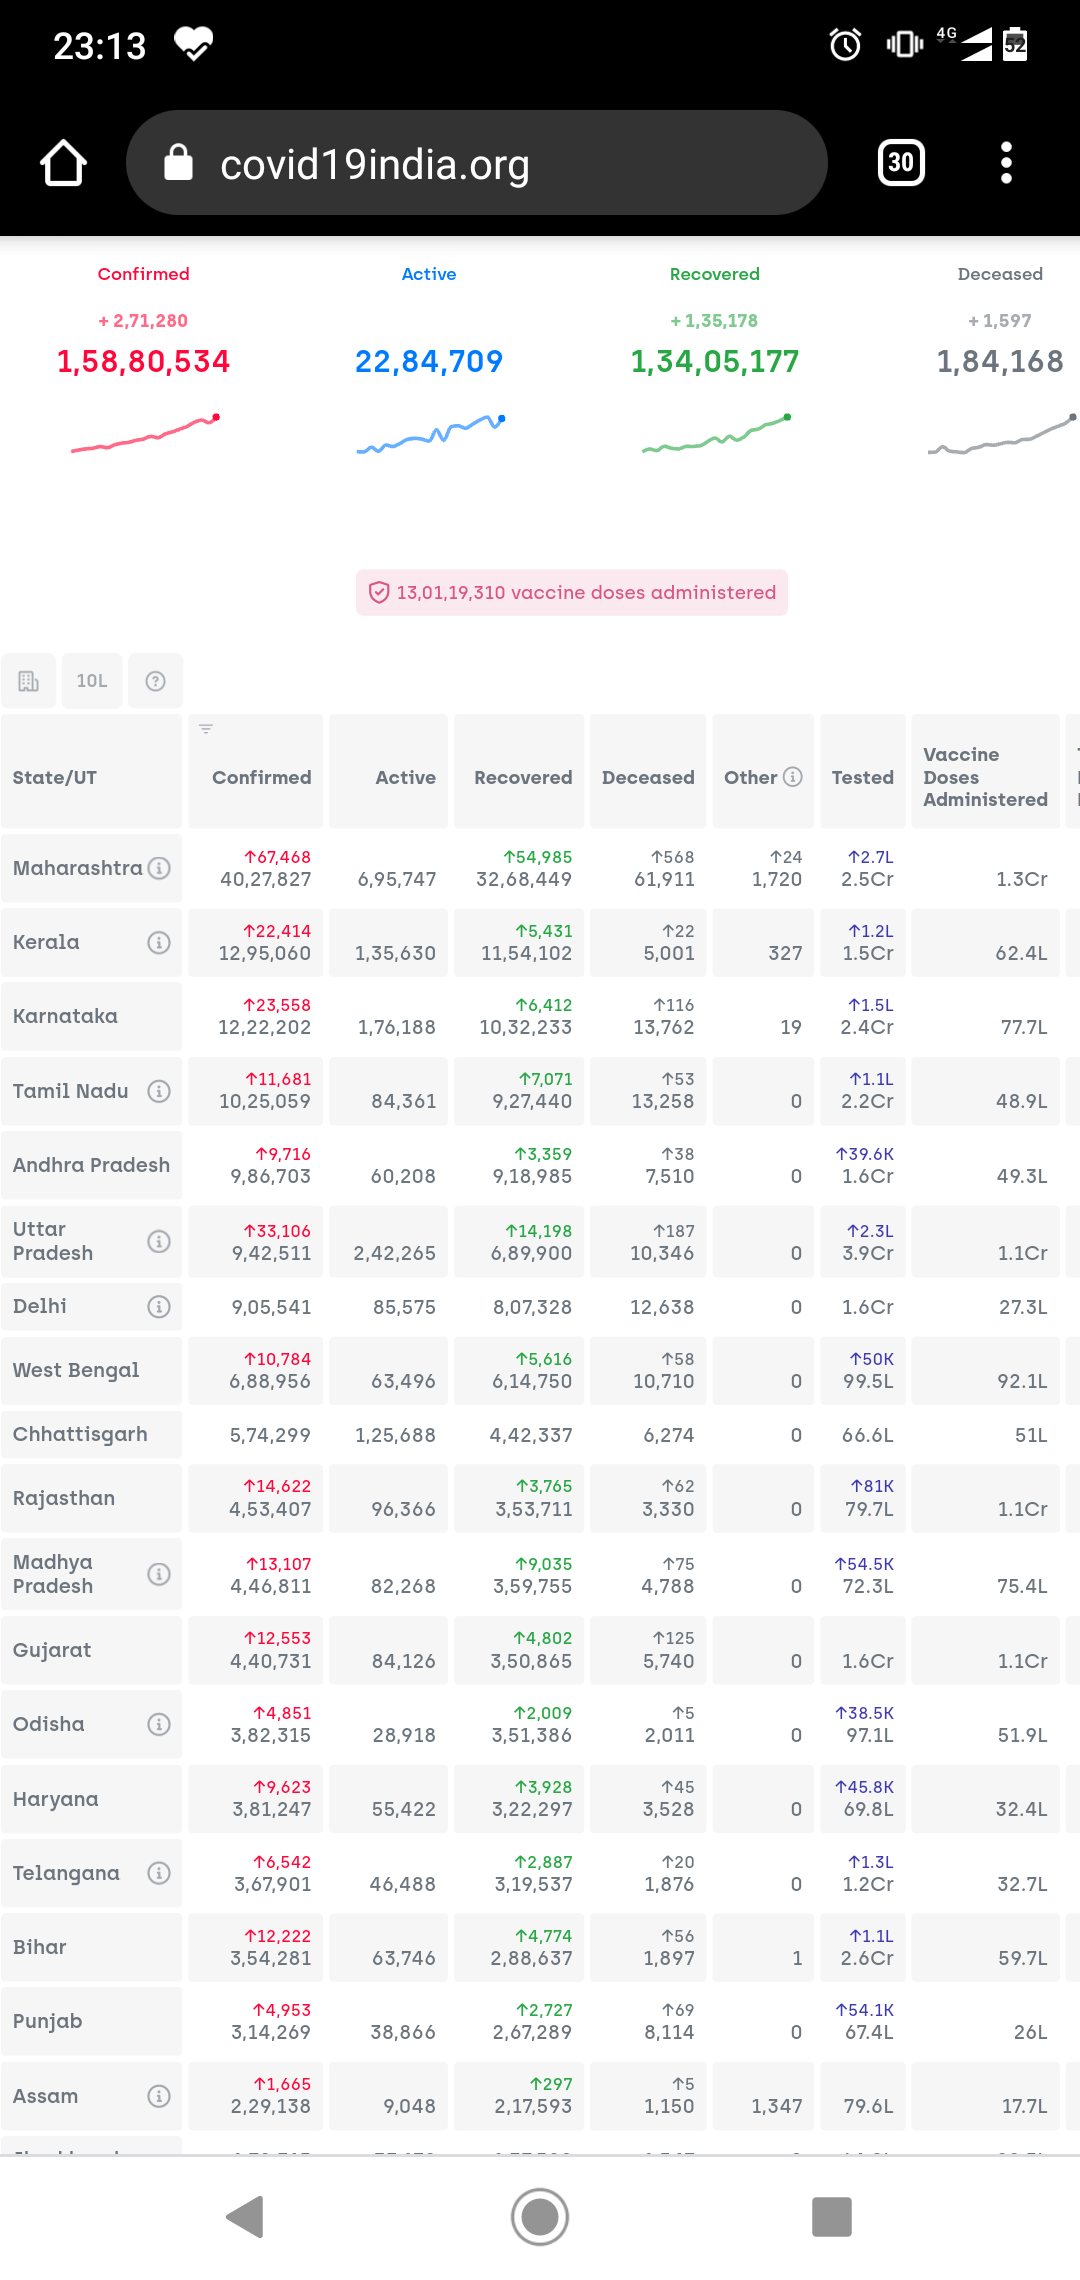 23:13 4G 52
covid19india.org 30
Confirmed Active Recovered Deceased
+ 2,71,280 + 1,35,178 + 1,597
1,58,80,534 22,84,709 1,34,05,177 1,84,168
13,01,19,310 vaccine doses administered
10L ?
State/UT Confirmed Active Recovered Deceased Other Tested Vaccine Doses Administered
↑67,468 ↑54,985 ↑568 ↑24 ↑2.7L
Maharashtra 40,27,827 6,95,747 32,68,449 61,911 1,720 2.5Cr 1.3Cr
↑22,414 ↑5,431 ↑22 ↑1.2L
Kerala 12,95,060 1,35,630 11,54,102 5,001 327 1.5Cr 62.4L
↑23,558 ↑6,412 ↑116 ↑1.5L
Karnataka 12,22,202 1,76,188 10,32,233 13,762 19 2.4Cr 77.7L
↑11,681 ↑7,071 ↑53 ↑1.1L
Tamil Nadu 10,25,059 84,361 9,27,440 13,258 0 2.2Cr 48.9L
↑9,716 ↑3,359 ↑38 ↑39.6K
Andhra Pradesh 9,86,703 60,208 9,18,985 7,510 0 1.6Cr 49.3L
↑33,106 ↑14,198 ↑187 ↑2.3L
Uttar Pradesh 9,42,511 2,42,265 6,89,900 10,346 0 3.9Cr 1.1Cr
Delhi 9,05,541 85,575 8,07,328 12,638 0 1.6Cr 27.3L
↑10,784 ↑5,616 ↑58 ↑50K
West Bengal 6,88,956 63,496 6,14,750 10,710 0 99.5L 92.1L
Chhattisgarh 5,74,299 1,25,688 4,42,337 6,274 0 66.6L 51L
↑14,622 ↑3,765 ↑62 ↑81K
Rajasthan 4,53,407 96,366 3,53,711 3,330 0 79.7L 1.1Cr
↑13,107 ↑9,035 ↑75 ↑54.5K
Madhya Pradesh 4,46,811 82,268 3,59,755 4,788 0 72.3L 75.4L
↑12,553 ↑4,802 ↑125
Gujarat 4,40,731 84,126 3,50,865 5,740 0 1.6Cr 1.1Cr
↑4,851 ↑2,009 ↑5 ↑38.5K
Odisha 3,82,315 28,918 3,51,386 2,011 0 97.1L 51.9L
↑9,623 ↑3,928 ↑45 ↑45.8K
Haryana 3,81,247 55,422 3,22,297 3,528 0 69.8L 32.4L
↑6,542 ↑2,887 ↑20 ↑1.3L
Telangana 3,67,901 46,488 3,19,537 1,876 0 1.2Cr 32.7L
↑12,222 ↑4,774 ↑56 ↑1.1L
Bihar 3,54,281 63,746 2,88,637 1,897 1 2.6Cr 59.7L
↑4,953 ↑2,727 ↑69 ↑54.1K
Punjab 3,14,269 38,866 2,67,289 8,114 0 67.4L 26L
↑1,665 ↑297 ↑5
Assam 2,29,138 9,048 2,17,593 1,150 1,347 79.6L 17.7L